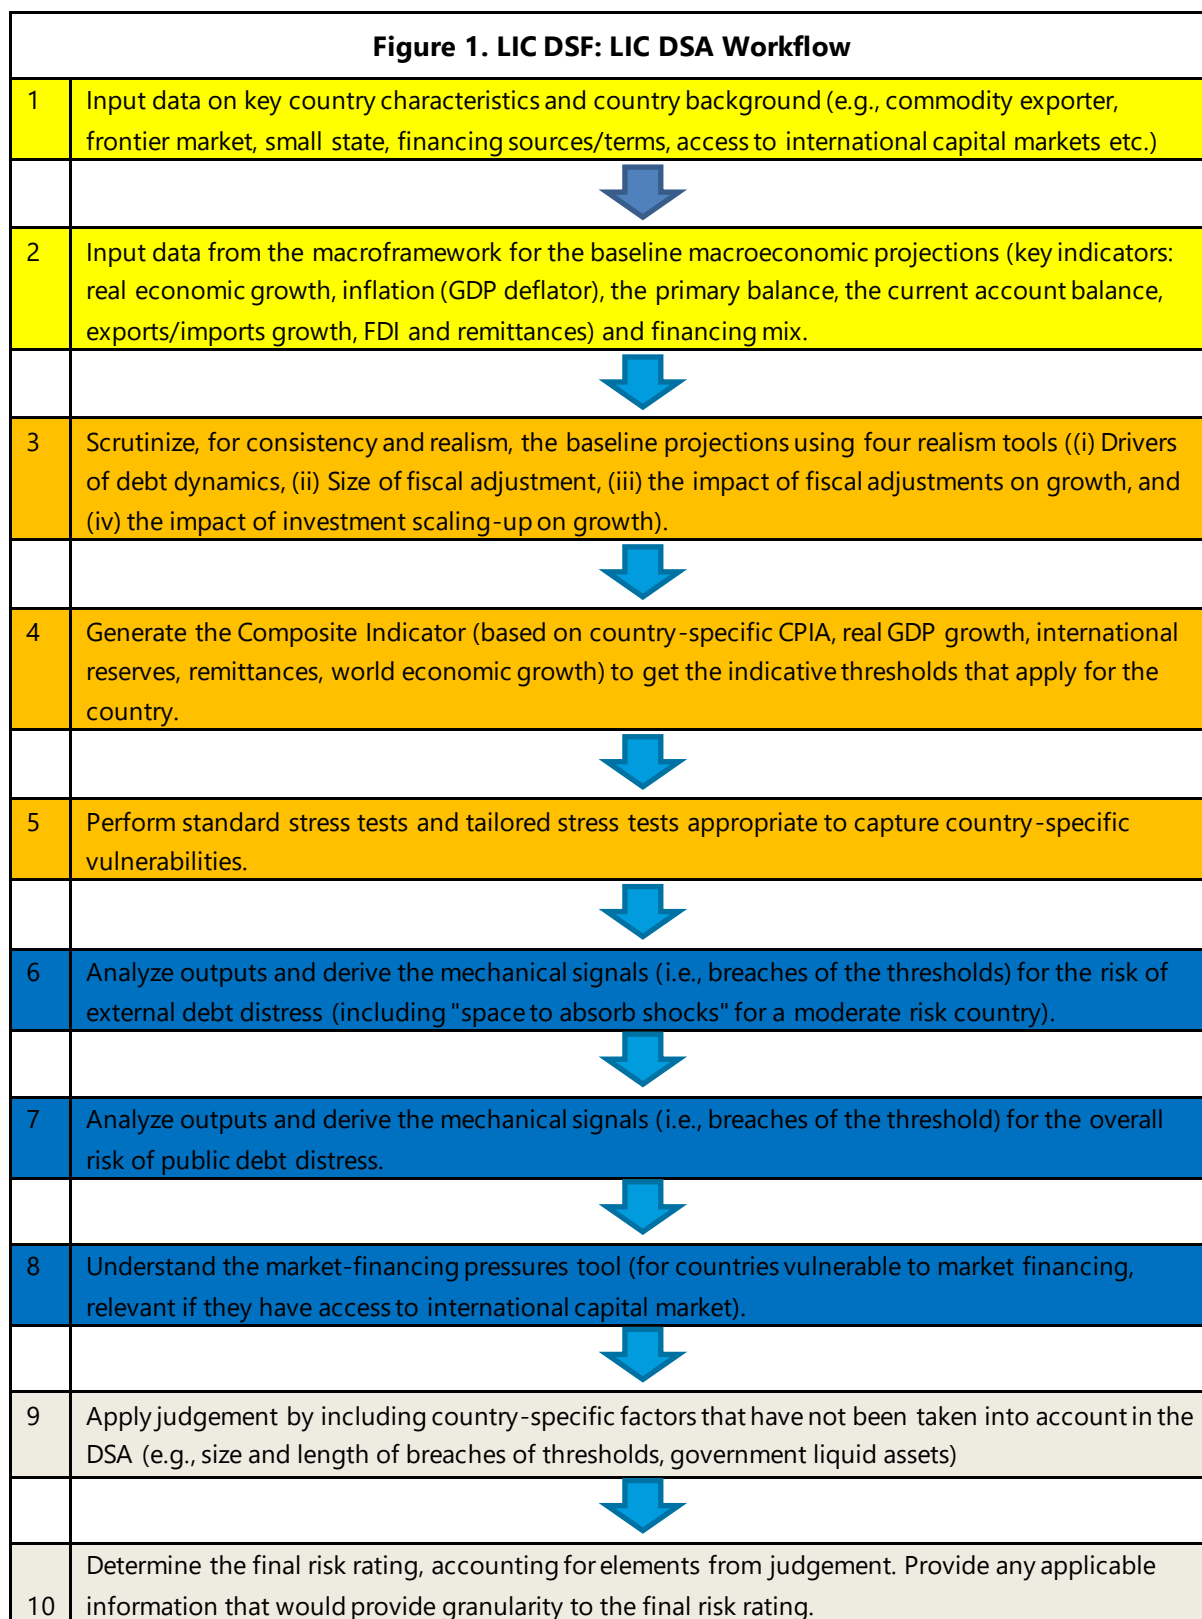 Figure 1. LIC DSF: LIC DSA Workflow
1 Input data on key country characteristics and country background (e.g., commodity exporter,
frontier market, small state, financing sources/terms, access to international capital markets etc.)
2 Input data from the macroframework for the baseline macroeconomic projections (key indicators:
real economic growth, inflation (GDP deflator), the primary balance, the current account balance,
exports/imports growth, FDI and remittances) and financing mix.
3 Scrutinize, for consistency and realism, the baseline projections using four realism tools ((i) Drivers
of debt dynamics, (ii) Size of fiscal adjustment, (iii) the impact of fiscal adjustments on growth, and
(iv) the impact of investment scaling-up on growth).
4 Generate the Composite Indicator (based on country-specific CPIA, real GDP growth, international
reserves, remittances, world economic growth) to get the indicative thresholds that apply for the
country.
5 Perform standard stress tests and tailored stress tests appropriate to capture country-specific
vulnerabilities.
6 Analyze outputs and derive the mechanical signals (i.e., breaches of the thresholds) for the risk of
external debt distress (including "space to absorb shocks" for a moderate risk country).
7 Analyze outputs and derive the mechanical signals (i.e., breaches of the threshold) for the overall
risk of public debt distress.
8 Understand the market-financing pressures tool (for countries vulnerable to market financing,
relevant if they have access to international capital market).
9 Apply judgement by including country-specific factors that have not been taken into account in the
DSA (e.g., size and length of breaches of thresholds, government liquid assets)
Determine the final risk rating, accounting for elements from judgement. Provide any applicable
10 information that would provide granularity to the final risk rating.